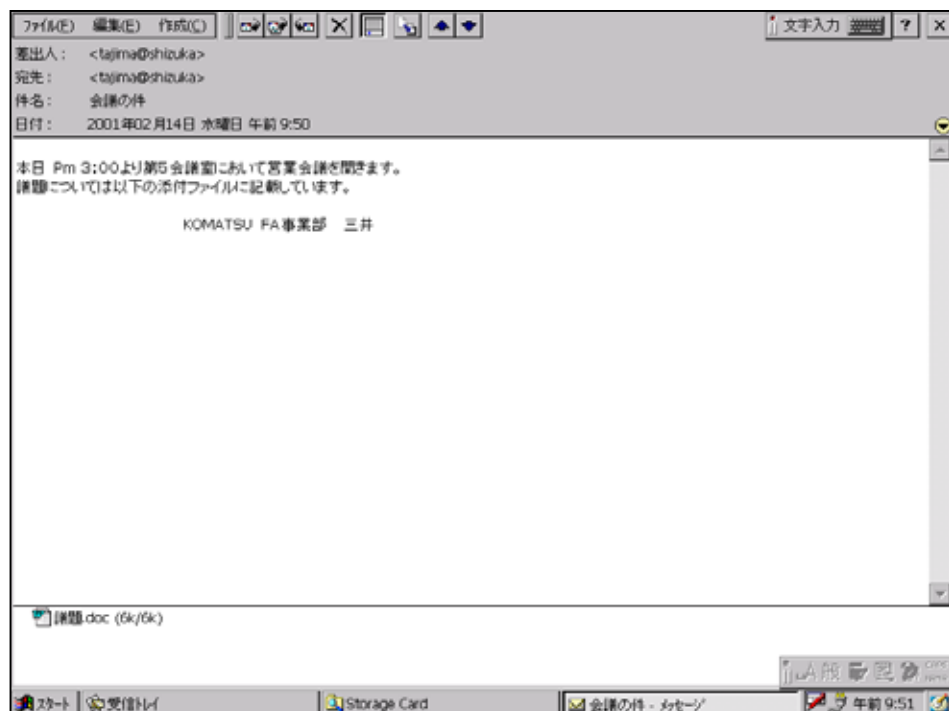 ファイル(F) 編集(E) 作成(C) 文字入力 ?
差出人: <tajima@shizuka>
宛先: <tajima@shizuka>
件名: 会議の件
日付: 2001年02月14日 水曜日 午前 9:50
本日 Pm 3:00より第5会議室において営業会議を開きます。
議題については以下の添付ファイルに記載しています。
KOMATSU FA事業部 三井
議題.doc (6k/6k)
A 般
スタート 受信トレイ Storage Card 会議の件 - メッセージ 午前 9:51